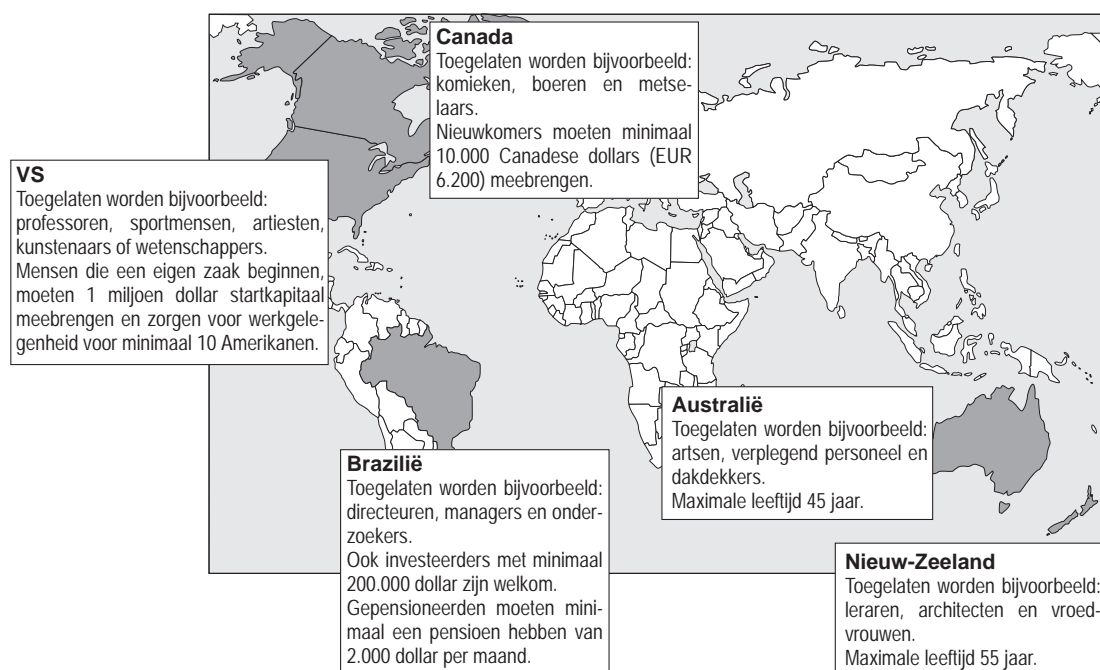 Canada
Toegelaten worden bijvoorbeeld:
komieken, boeren en metse-
laars.
Nieuwkomers moeten minimaal
10.000 Canadese dollars (EUR
6.200) meebrengen.
VS
Toegelaten worden bijvoorbeeld:
professoren, sportmensen, artiesten,
kunstenaars of wetenschappers.
Mensen die een eigen zaak beginnen,
moeten 1 miljoen dollar startkapitaal
meebrengen en zorgen voor werkgele-
genheid voor minimaal 10 Amerikanen.
Australië
Toegelaten worden bijvoorbeeld:
artsen, verplegend personeel en
dakdekkers.
Maximale leeftijd 45 jaar.
Brazilië
Toegelaten worden bijvoorbeeld:
directeuren, managers en onder-
zoekers.
Ook investeerders met minimaal
200.000 dollar zijn welkom.
Gepensioneerden moeten mini-
maal een pensioen hebben van
2.000 dollar per maand.
Nieuw-Zeeland
Toegelaten worden bijvoorbeeld:
leraren, architecten en vroed-
vrouwen.
Maximale leeftijd 55 jaar.